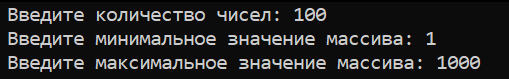 Введите количество чисел: 100
Введите минимальное значение массива: 1
Введите максимальное значение массива: 1000